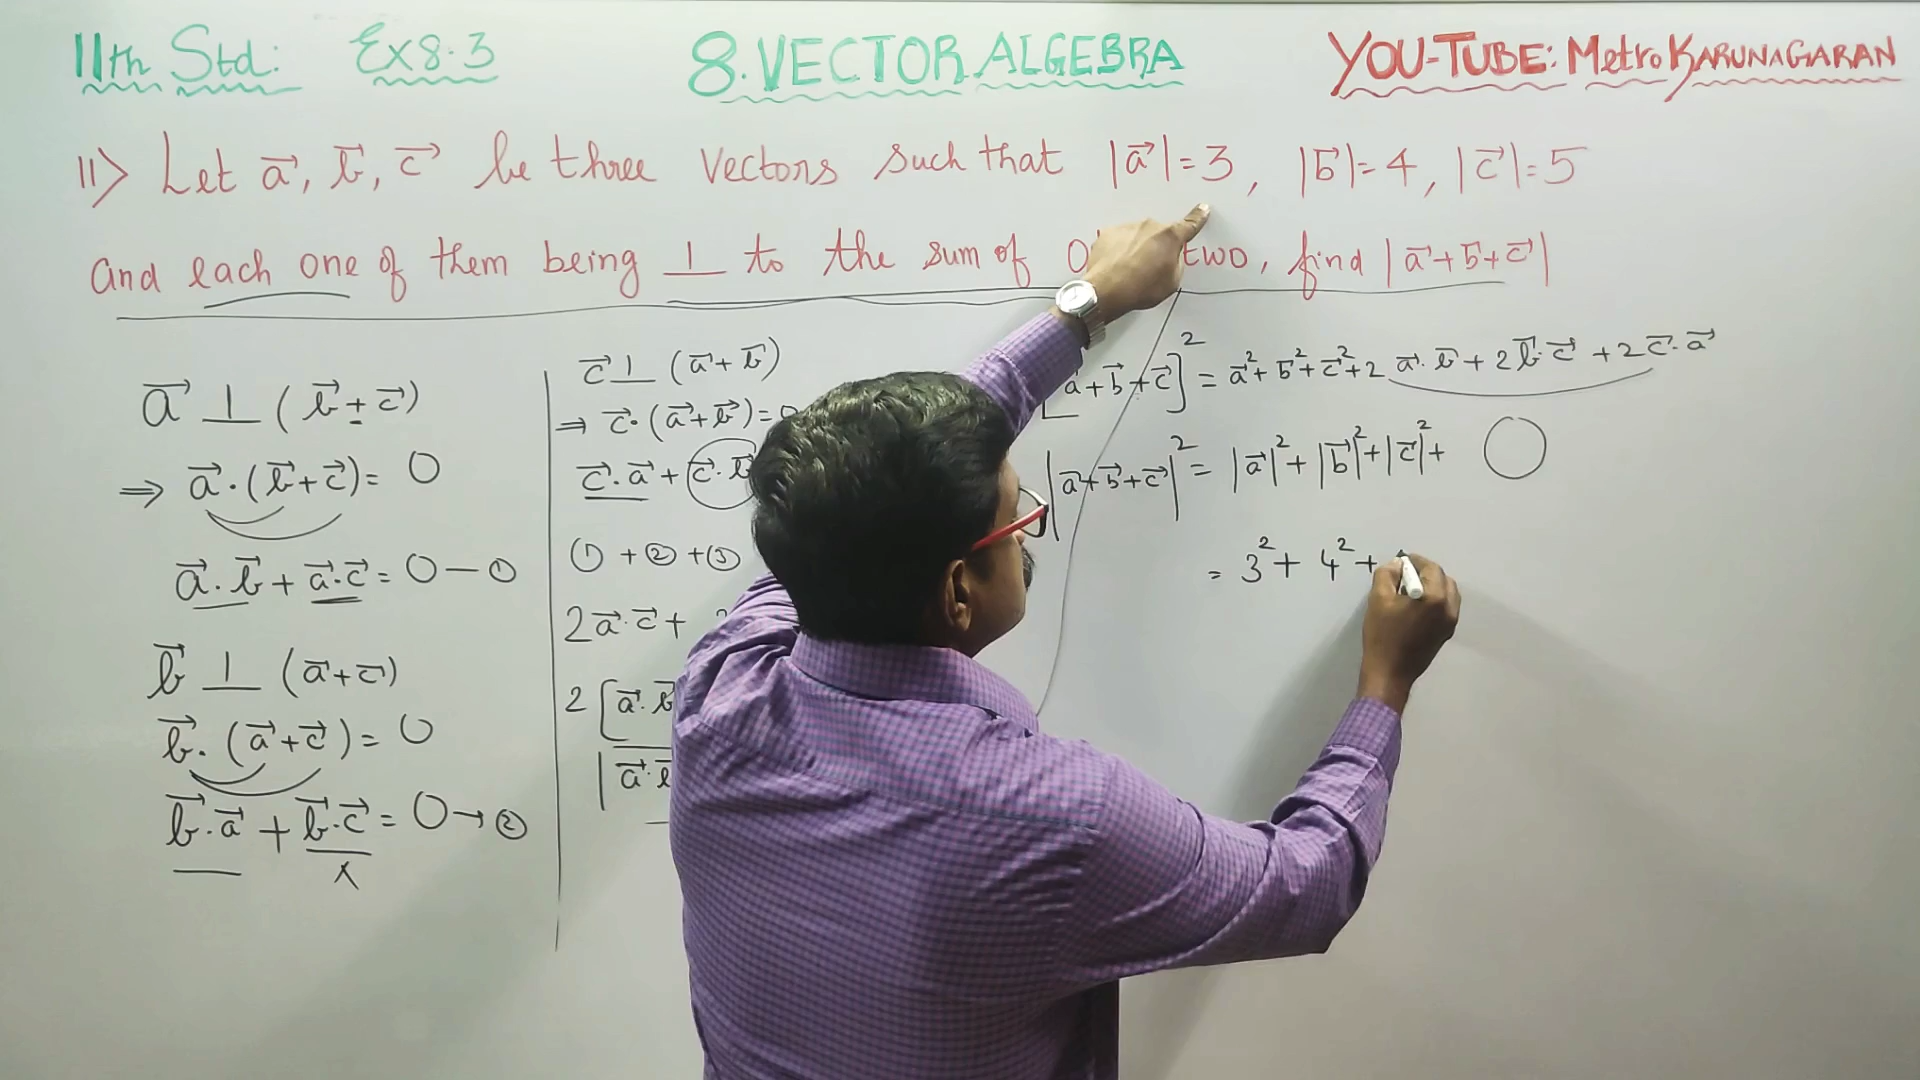 11th Std: Ex 8.3 8. VECTOR ALGEBRA YOU-TUBE: Metro KARUNAGARAN
11> Let a⃗, b⃗, c⃗ be three vectors such that |a⃗|=3, |b⃗|=4, |c⃗|=5
and each one of them being ⊥ to the sum of two, find |a⃗+b⃗+c⃗|
a⃗ ⊥ (b⃗+c⃗)
⇒ a⃗·(b⃗+c⃗)= 0
a⃗·b⃗ + a⃗·c⃗ = 0 — ①
b⃗ ⊥ (a⃗+c⃗)
b⃗·(a⃗+c⃗)= 0
b⃗·a⃗ + b⃗·c⃗ = 0 → ②
x
c⃗ ⊥ (a⃗+b⃗)
⇒ c⃗·(a⃗+b⃗)=0
c⃗·a⃗ + c⃗·b⃗
① + ② + ③
2a⃗·c⃗ +
2[a⃗·b⃗
|a⃗·b⃗
[a⃗+b⃗+c⃗]² = a⃗²+b⃗²+c⃗²+2 a⃗·b⃗+2b⃗·c⃗+2c⃗·a⃗
|a⃗+b⃗+c⃗|² = |a⃗|²+|b⃗|²+|c⃗|²+ 0
= 3²+ 4²+